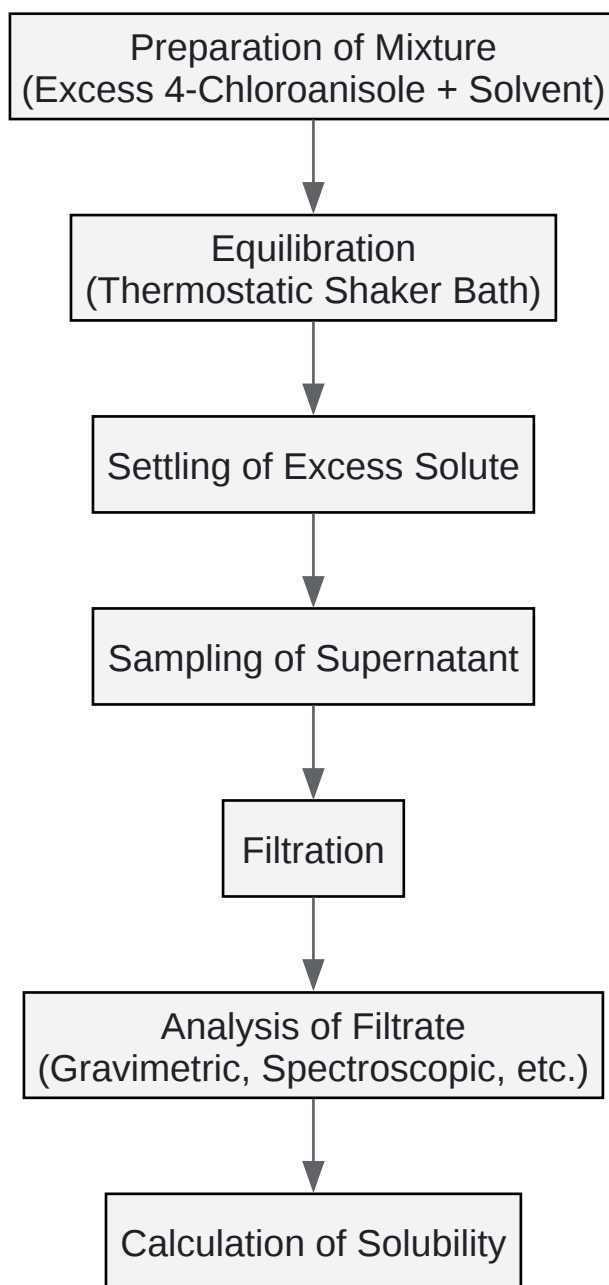 Preparation of Mixture
(Excess 4-Chloroanisole + Solvent)
Equilibration
(Thermostatic Shaker Bath)
Settling of Excess Solute
Sampling of Supernatant
Filtration
Analysis of Filtrate
(Gravimetric, Spectroscopic, etc.)
Calculation of Solubility